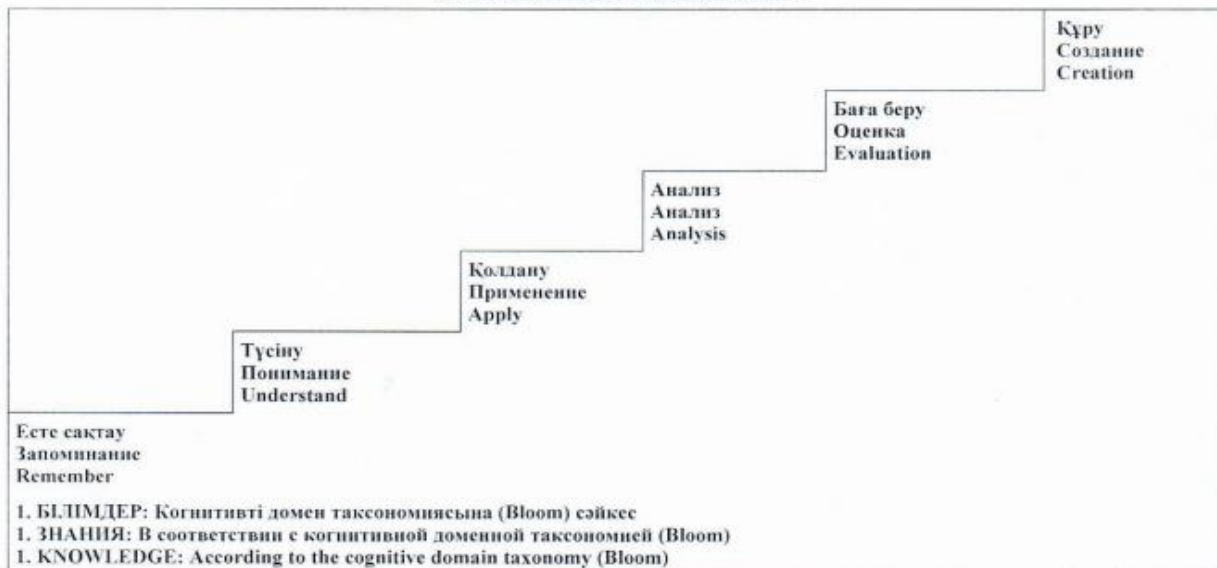 Құру
Создание
Creation
Баға беру
Оценка
Evaluation
Анализ
Анализ
Analysis
Қолдану
Применение
Apply
Түсіну
Понимание
Understand
Есте сақтау
Запоминание
Remember
1. БІЛІМДЕР: Когнитивті домен таксономиясына (Bloom) сәйкес
1. ЗНАНИЯ: В соответствии с когнитивной доменной таксономией (Bloom)
1. KNOWLEDGE: According to the cognitive domain taxonomy (Bloom)